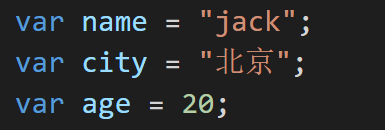 var name = "jack";
var city = "北京";
var age = 20;